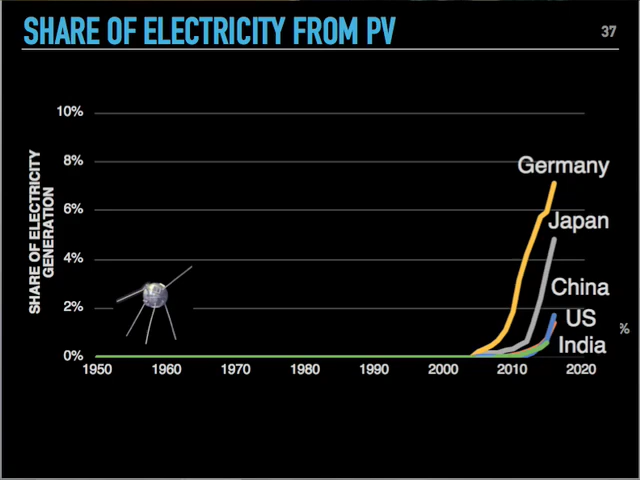 SHARE OF ELECTRICITY FROM PV
37
10%
8%
6%
4%
2%
0%
SHARE OF ELECTRICITY
GENERATION
Germany
Japan
China
US
%
India
1950 1960 1970 1980 1990 2000 2010 2020